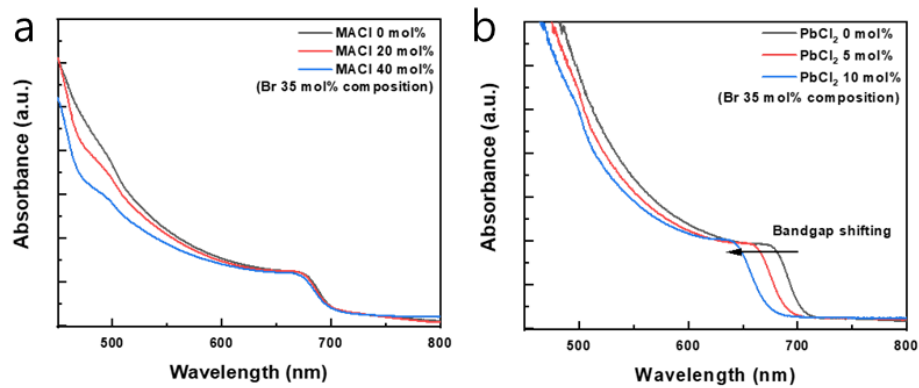 a
MACl 0 mol%
MACl 20 mol%
MACl 40 mol%
(Br 35 mol% composition)
Absorbance (a.u.)
500
600
700
800
Wavelength (nm)
b
PbCl₂ 0 mol%
PbCl₂ 5 mol%
PbCl₂ 10 mol%
(Br 35 mol% composition)
Bandgap shifting
Absorbance (a.u.)
500
600
700
800
Wavelength (nm)